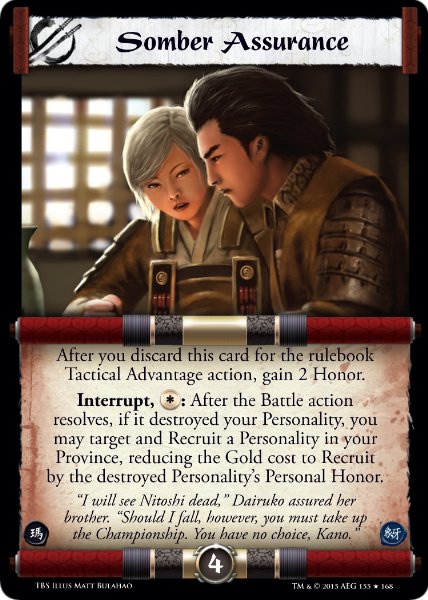 Somber Assurance
After you discard this card for the rulebook
Tactical Advantage action, gain 2 Honor.
Interrupt, *: After the Battle action
resolves, if it destroyed your Personality, you
may target and Recruit a Personality in your
Province, reducing the Gold cost to Recruit
by the destroyed Personality's Personal Honor.
"I will see Nitoshi dead," Dairuko assured her
brother. "Should I fall, however, you must take up
the Championship. You have no choice, Kano."
4
TBS Illus Matt Bulahao
TM & © 2015 AEG 155 ★ 168